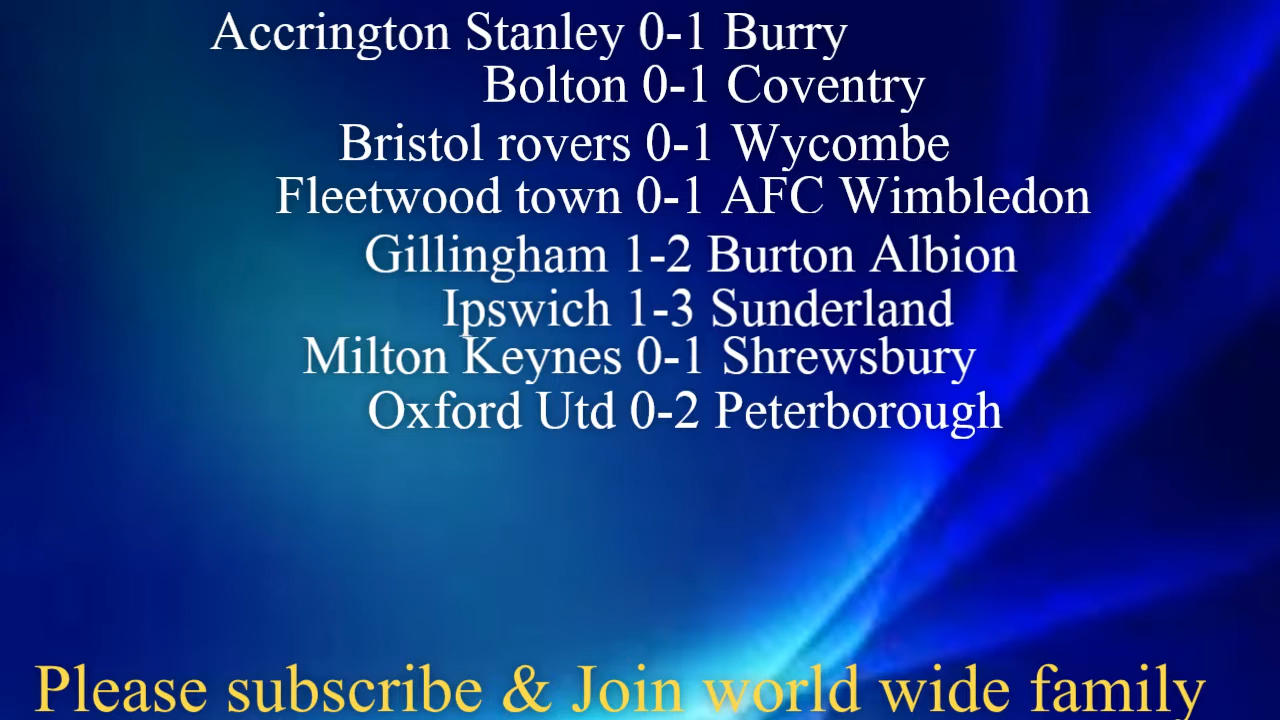 Accrington Stanley 0-1 Burry
Bolton 0-1 Coventry
Bristol rovers 0-1 Wycombe
Fleetwood town 0-1 AFC Wimbledon
Gillingham 1-2 Burton Albion
Ipswich 1-3 Sunderland
Milton Keynes 0-1 Shrewsbury
Oxford Utd 0-2 Peterborough
Please subscribe & Join world wide family